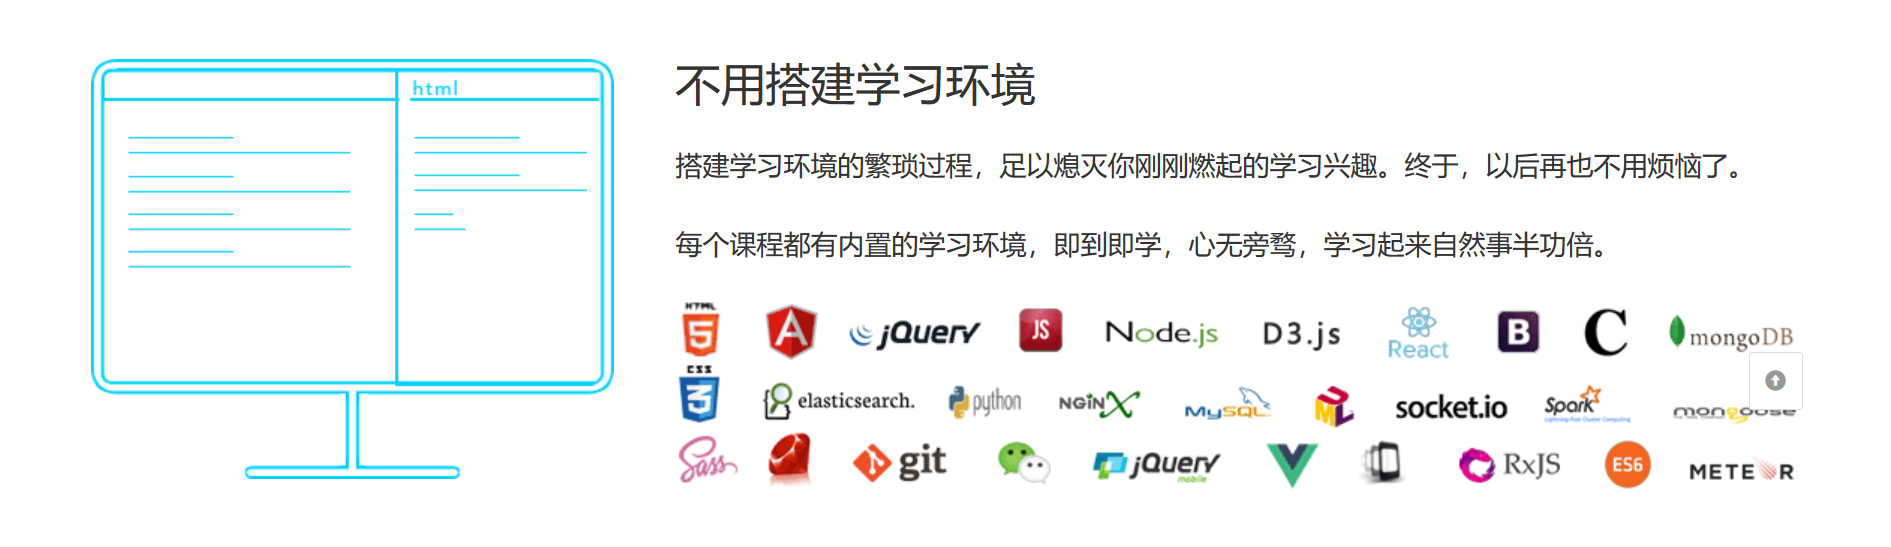 html
不用搭建学习环境
搭建学习环境的繁琐过程，足以熄灭你刚刚燃起的学习兴趣。终于，以后再也不用烦恼了。
每个课程都有内置的学习环境，即到即学，心无旁骛，学习起来自然事半功倍。
HTML 5 A jQuery JS Node.js D3.js React B C mongoDB
CSS 3 elasticsearch. python NGINX MySQL UML socket.io Spark Lightning-Fast Cluster Computing mongoose
Sass git jQuery mobile RxJS ES6 METEOR